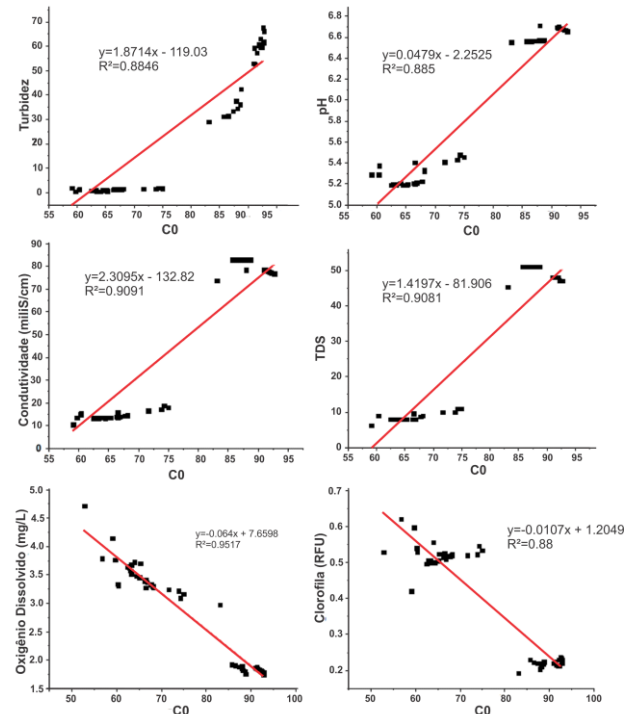 70
60
50
40
30
20
10
0
Turbidez
y=1.8714x - 119.03
R²=0.8846
55 60 65 70 75 80 85 90 95
C0
6.8
6.6
6.4
6.2
6.0
5.8
5.6
5.4
5.2
5.0
pH
y=0.0479x - 2.2525
R²=0.885
55 60 65 70 75 80 85 90 95
C0
90
80
70
60
50
40
30
20
10
0
Condutividade (miliS/cm)
y=2.3095x - 132.82
R²=0.9091
55 60 65 70 75 80 85 90 95
C0
50
40
30
20
10
0
TDS
y=1.4197x - 81.906
R²=0.9081
55 60 65 70 75 80 85 90 95
C0
5.0
4.5
4.0
3.5
3.0
2.5
2.0
1.5
Oxigênio Dissolvido (mg/L)
y=-0.064x + 7.6598
R²=0.9517
50 60 70 80 90 100
C0
0.7
0.6
0.5
0.4
0.3
0.2
Clorofila (RFU)
y=-0.0107x + 1.2049
R²=0.88
50 60 70 80 90 100
C0